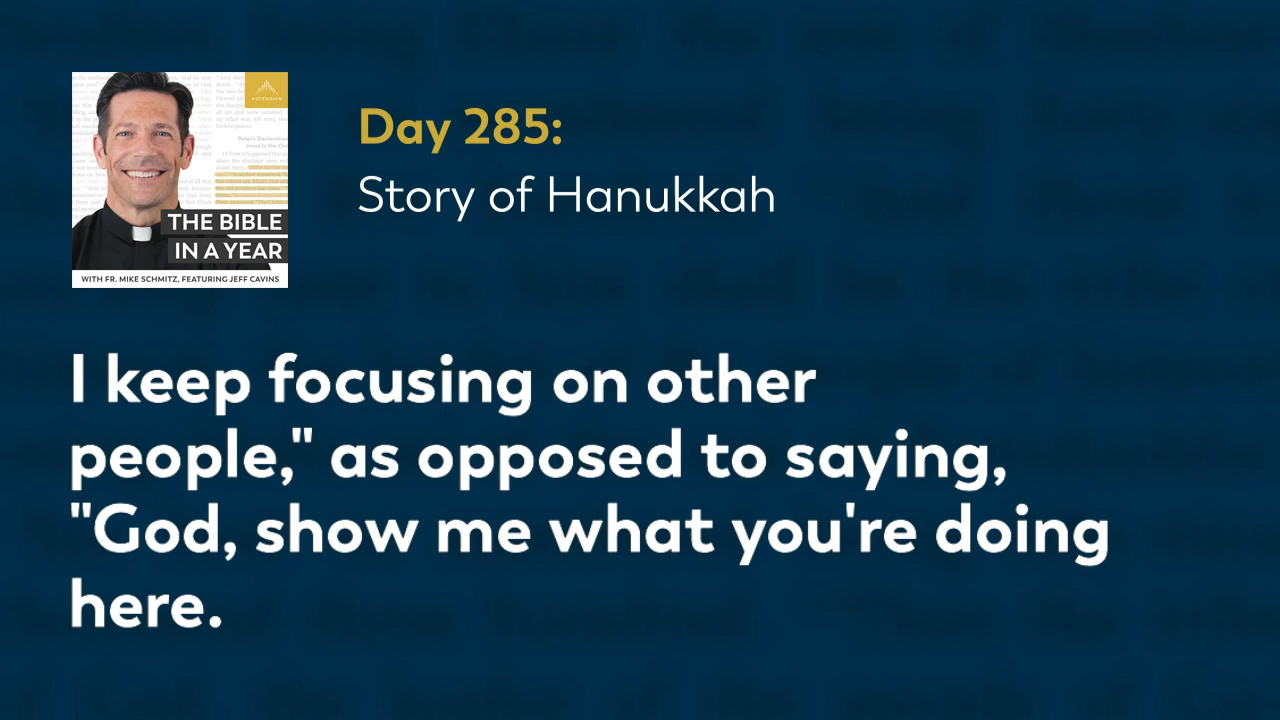 THE BIBLE
IN A YEAR
WITH FR. MIKE SCHMITZ, FEATURING JEFF CAVINS
Day 285:
Story of Hanukkah
I keep focusing on other
people," as opposed to saying,
"God, show me what you're doing
here.